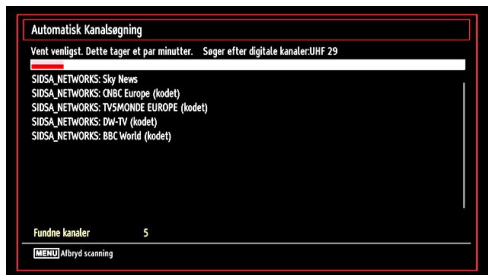 Automatisk Kanalsøgning
Vent venligst. Dette tager et par minutter. Søger efter digitale kanaler:UHF 29
SIDSA_NETWORKS: Sky News
SIDSA_NETWORKS: CNBC Europe (kodet)
SIDSA_NETWORKS: TV5MONDE EUROPE (kodet)
SIDSA_NETWORKS: DW-TV (kodet)
SIDSA_NETWORKS: BBC World (kodet)
Fundne kanaler 5
MENU Afbryd scanning